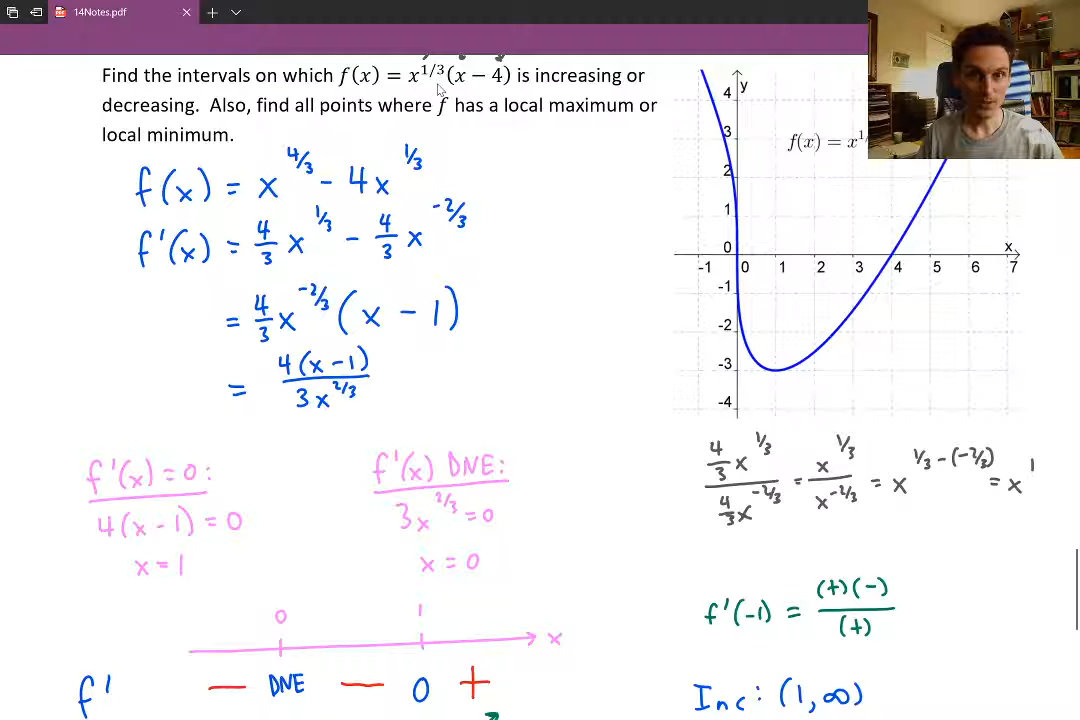 14Notes.pdf
Find the intervals on which f(x) = x^{1/3}(x − 4) is increasing or
decreasing. Also, find all points where f has a local maximum or
local minimum.
f(x) = x^{4/3} − 4x^{1/3}
f'(x) = 4/3 x^{1/3} − 4/3 x^{-2/3}
= 4/3 x^{-2/3} (x − 1)
= 4(x−1) / 3x^{2/3}
y
4
3
2
1
0
-1
-2
-3
-4
-1 0 1 2 3 4 5 6 7
x
f(x) = x^1/
4/3 x^{1/3} / 4/3 x^{-2/3} = x^{1/3} / x^{-2/3} = x^{1/3 − (−2/3)} = x^1
f'(x) = 0:
4(x−1) = 0
x = 1
f'(x) DNE:
3x^{2/3} = 0
x = 0
f'(-1) = (+)(-) / (+)
0 1
x
f' — DNE — 0 +
Inc: (1, ∞)